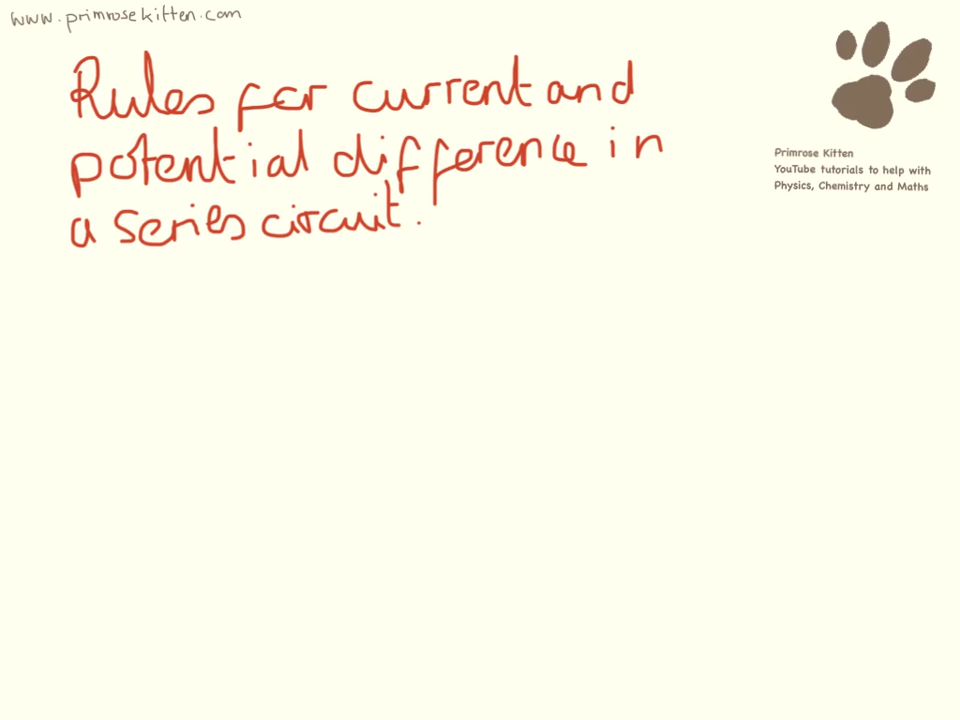 www.primrosekitten.com
Rules for current and
potential difference in
a series circuit.
Primrose Kitten
YouTube tutorials to help with
Physics, Chemistry and Maths